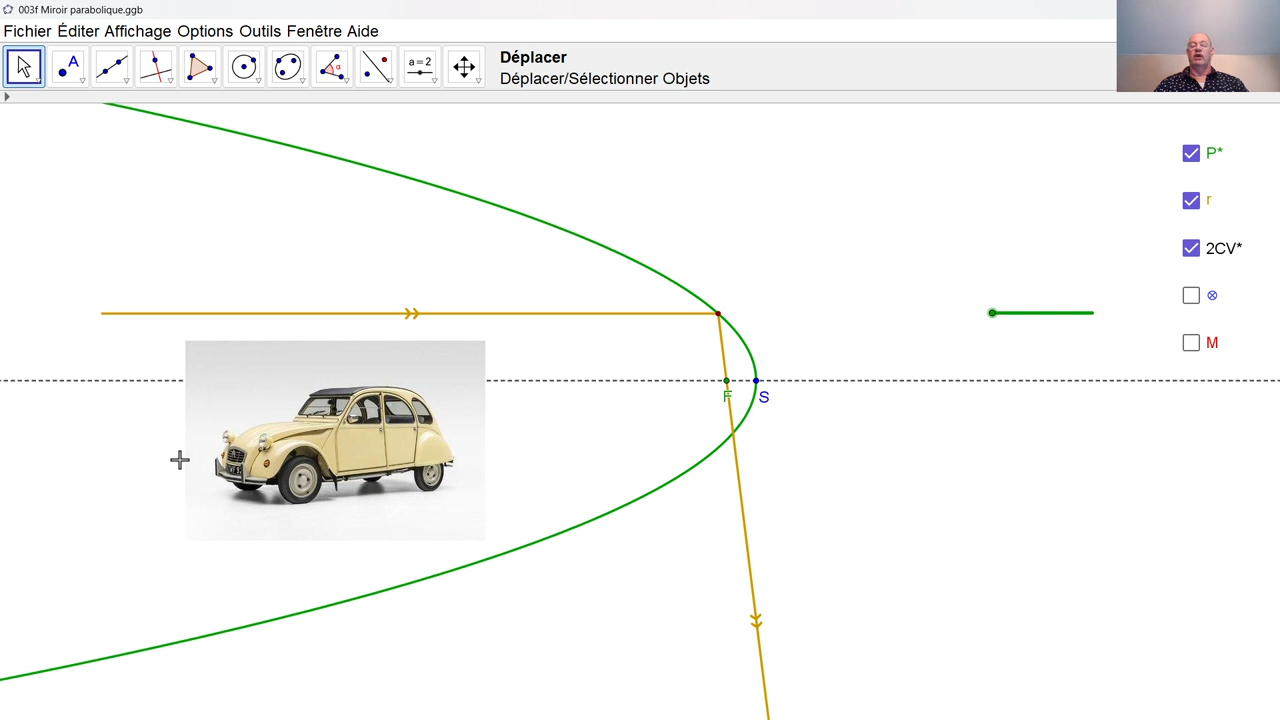 003f Miroir parabolique.ggb
Fichier Éditer Affichage Options Outils Fenêtre Aide
A
α
a=2
Déplacer
Déplacer/Sélectionner Objets
P*
r
2CV*
⊗
M
F
S